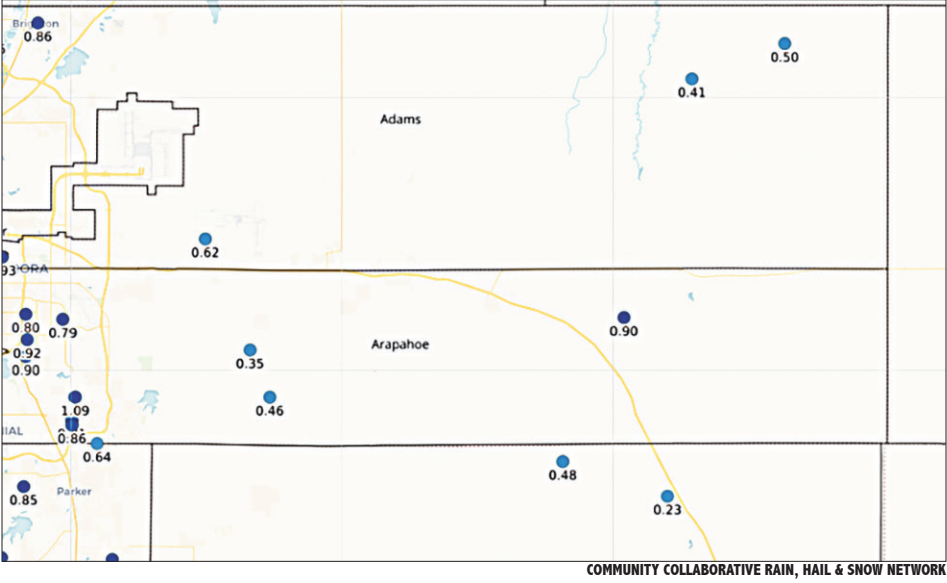 Brighton
0.86
0.50
0.41
Adams
0.62
93
ORA
0.80
0.79
0.92
0.90
0.90
Arapahoe
0.35
0.46
1.09
IAL
0.86
0.64
0.48
0.85
Parker
0.23
COMMUNITY COLLABORATIVE RAIN, HAIL & SNOW NETWORK